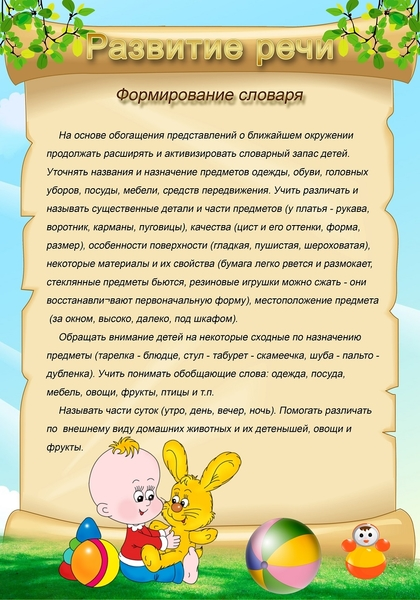 Развитие речи
Формирование словаря
На основе обогащения представлений о ближайшем окружении
продолжать расширять и активизировать словарный запас детей.
Уточнять названия и назначение предметов одежды, обуви, головных
уборов, посуды, мебели, средств передвижения. Учить различать и
называть существенные детали и части предметов (у платья - рукава,
воротник, карманы, пуговицы), качества (цист и его оттенки, форма,
размер), особенности поверхности (гладкая, пушистая, шероховатая),
некоторые материалы и их свойства (бумага легко рвется и размокает,
стеклянные предметы бьются, резиновые игрушки можно сжать - они
восстанавли¬вают первоначальную форму), местоположение предмета
(за окном, высоко, далеко, под шкафом).
Обращать внимание детей на некоторые сходные по назначению
предметы (тарелка - блюдце, стул - табурет - скамеечка, шуба - пальто -
дубленка). Учить понимать обобщающие слова: одежда, посуда,
мебель, овощи, фрукты, птицы и т.п.
Называть части суток (утро, день, вечер, ночь). Помогать различать
по внешнему виду домашних животных и их детенышей, овощи и
фрукты.